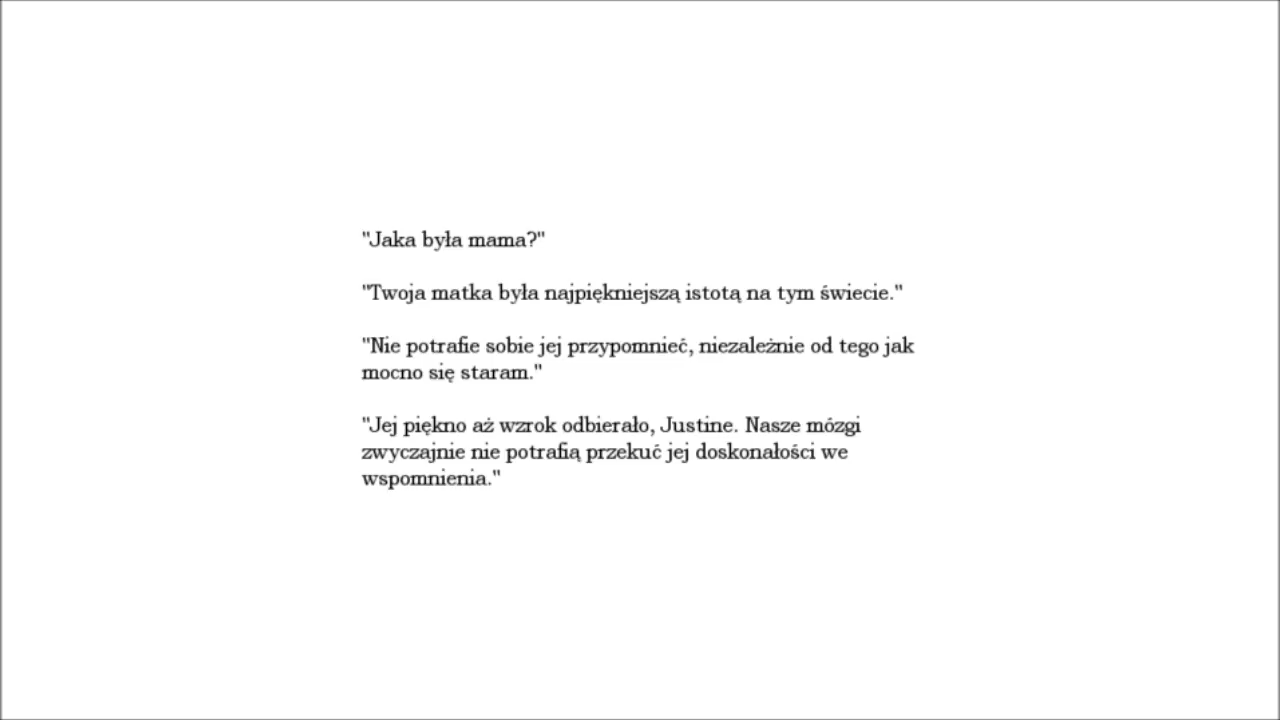 "Jaka była mama?"
"Twoja matka była najpiękniejszą istotą na tym świecie."
"Nie potrafie sobie jej przypomnieć, niezależnie od tego jak
mocno się staram."
"Jej piękno aż wzrok odbierało, Justine. Nasze mózgi
zwyczajnie nie potrafią przekuć jej doskonałości we
wspomnienia."